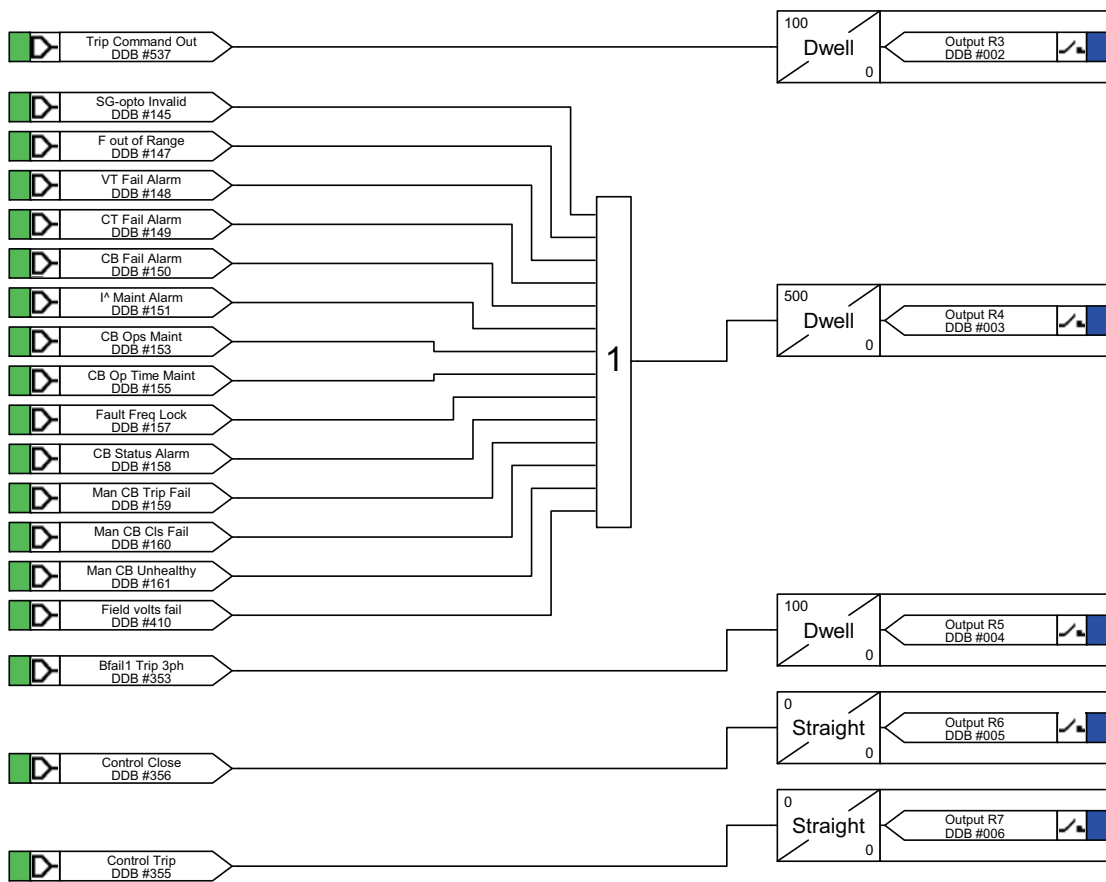 Trip Command Out
DDB #537
100
Dwell
0
Output R3
DDB #002
SG-opto Invalid
DDB #145
F out of Range
DDB #147
VT Fail Alarm
DDB #148
CT Fail Alarm
DDB #149
CB Fail Alarm
DDB #150
I^ Maint Alarm
DDB #151
CB Ops Maint
DDB #153
CB Op Time Maint
DDB #155
Fault Freq Lock
DDB #157
CB Status Alarm
DDB #158
Man CB Trip Fail
DDB #159
Man CB Cls Fail
DDB #160
Man CB Unhealthy
DDB #161
Field volts fail
DDB #410
1
500
Dwell
0
Output R4
DDB #003
Bfail1 Trip 3ph
DDB #353
100
Dwell
0
Output R5
DDB #004
Control Close
DDB #356
0
Straight
0
Output R6
DDB #005
Control Trip
DDB #355
0
Straight
0
Output R7
DDB #006